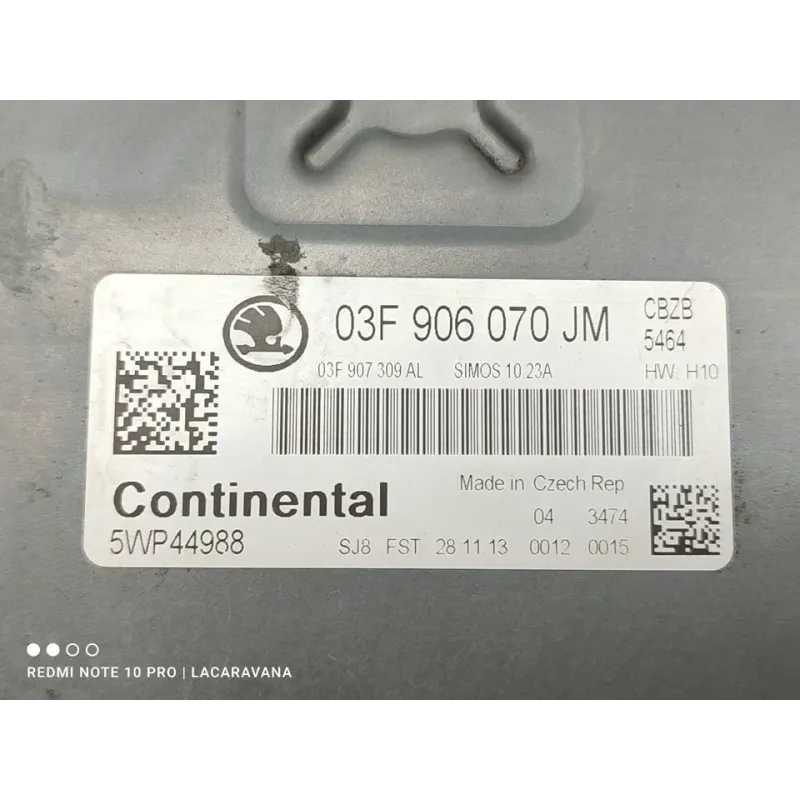 03F 906 070 JM
CBZB
5464
03F 907 309 AL SIMOS 10.23A HW: H10
Continental
Made in Czech Rep
04 3474
5WP44988
SJ8 FST 28 11 13 0012 0015
REDMI NOTE 10 PRO | LACARAVANA